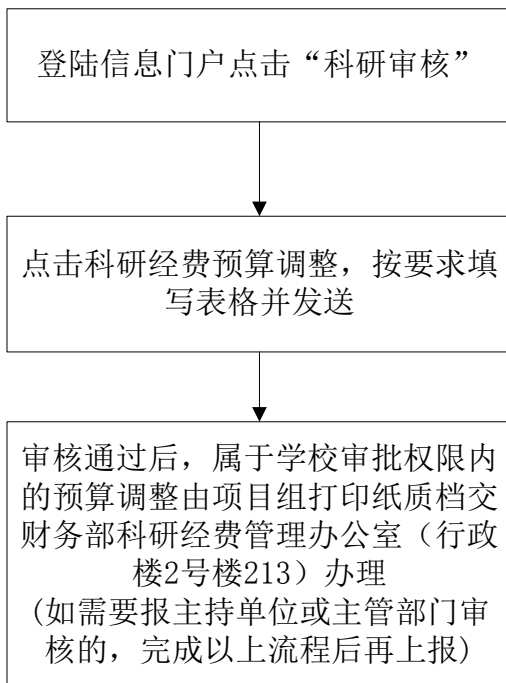 登陆信息门户点击“科研审核”
点击科研经费预算调整，按要求填
写表格并发送
审核通过后，属于学校审批权限内
的预算调整由项目组打印纸质档交
财务部科研经费管理办公室（行政
楼2号楼213）办理
(如需要报主持单位或主管部门审
核的，完成以上流程后再上报)